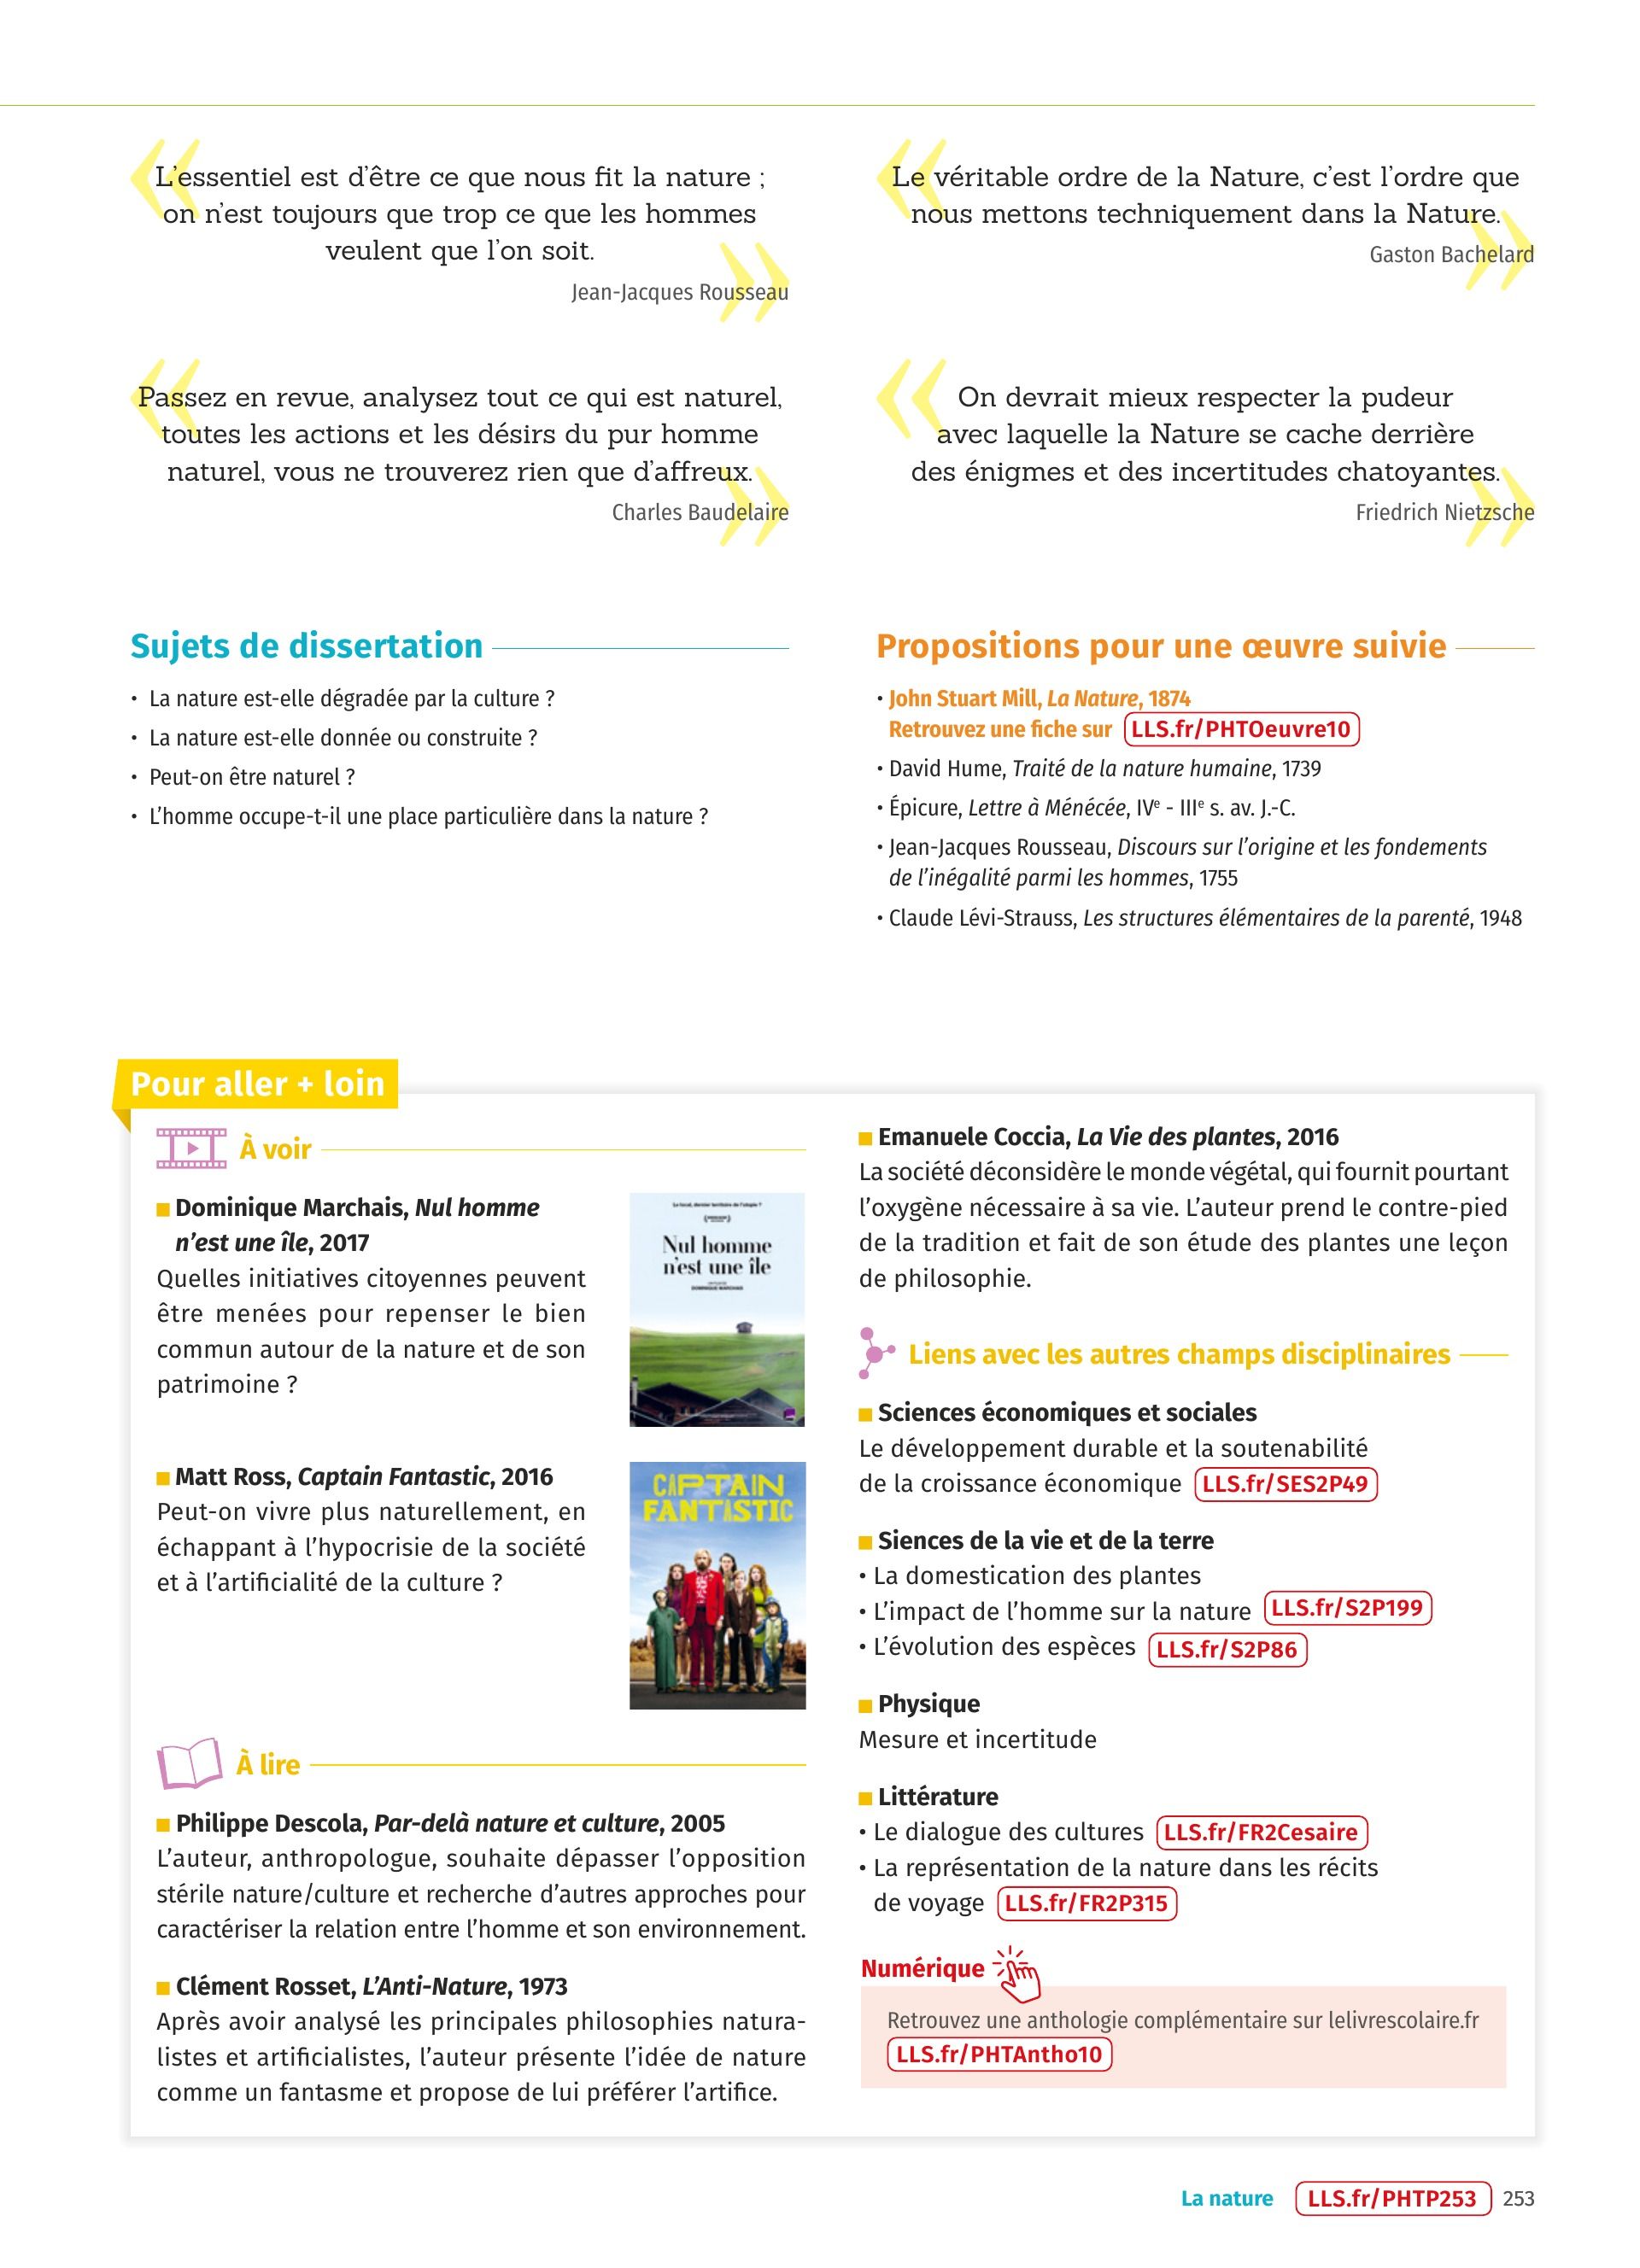 L’essentiel est d’être ce que nous fit la nature ;
on n’est toujours que trop ce que les hommes
veulent que l’on soit.
Jean-Jacques Rousseau
Le véritable ordre de la Nature, c’est l’ordre que
nous mettons techniquement dans la Nature.
Gaston Bachelard
Passez en revue, analysez tout ce qui est naturel,
toutes les actions et les désirs du pur homme
naturel, vous ne trouverez rien que d’affreux.
Charles Baudelaire
On devrait mieux respecter la pudeur
avec laquelle la Nature se cache derrière
des énigmes et des incertitudes chatoyantes.
Friedrich Nietzsche
Sujets de dissertation
• La nature est-elle dégradée par la culture ?
• La nature est-elle donnée ou construite ?
• Peut-on être naturel ?
• L’homme occupe-t-il une place particulière dans la nature ?
Propositions pour une œuvre suivie
• John Stuart Mill, La Nature, 1874
Retrouvez une fiche sur LLS.fr/PHTOeuvre10
• David Hume, Traité de la nature humaine, 1739
• Épicure, Lettre à Ménécée, IVe - IIIe s. av. J.-C.
• Jean-Jacques Rousseau, Discours sur l’origine et les fondements
de l’inégalité parmi les hommes, 1755
• Claude Lévi-Strauss, Les structures élémentaires de la parenté, 1948
Pour aller + loin
À voir
Dominique Marchais, Nul homme
n’est une île, 2017
Quelles initiatives citoyennes peuvent
être menées pour repenser le bien
commun autour de la nature et de son
patrimoine ?
Le local, dernier territoire de l’utopie ?
Nul homme
n’est une île
DOMINIQUE MARCHAIS
Matt Ross, Captain Fantastic, 2016
Peut-on vivre plus naturellement, en
échappant à l’hypocrisie de la société
et à l’artificialité de la culture ?
CAPTAIN
FANTASTIC
À lire
Philippe Descola, Par-delà nature et culture, 2005
L’auteur, anthropologue, souhaite dépasser l’opposition
stérile nature/culture et recherche d’autres approches pour
caractériser la relation entre l’homme et son environnement.
Clément Rosset, L’Anti-Nature, 1973
Après avoir analysé les principales philosophies natura-
listes et artificialistes, l’auteur présente l’idée de nature
comme un fantasme et propose de lui préférer l’artifice.
Emanuele Coccia, La Vie des plantes, 2016
La société déconsidère le monde végétal, qui fournit pourtant
l’oxygène nécessaire à sa vie. L’auteur prend le contre-pied
de la tradition et fait de son étude des plantes une leçon
de philosophie.
Liens avec les autres champs disciplinaires
Sciences économiques et sociales
Le développement durable et la soutenabilité
de la croissance économique LLS.fr/SES2P49
Siences de la vie et de la terre
• La domestication des plantes
• L’impact de l’homme sur la nature LLS.fr/S2P199
• L’évolution des espèces LLS.fr/S2P86
Physique
Mesure et incertitude
Littérature
• Le dialogue des cultures LLS.fr/FR2Cesaire
• La représentation de la nature dans les récits
de voyage LLS.fr/FR2P315
Numérique
Retrouvez une anthologie complémentaire sur lelivrescolaire.fr
LLS.fr/PHTAntho10
La nature LLS.fr/PHTP253 253